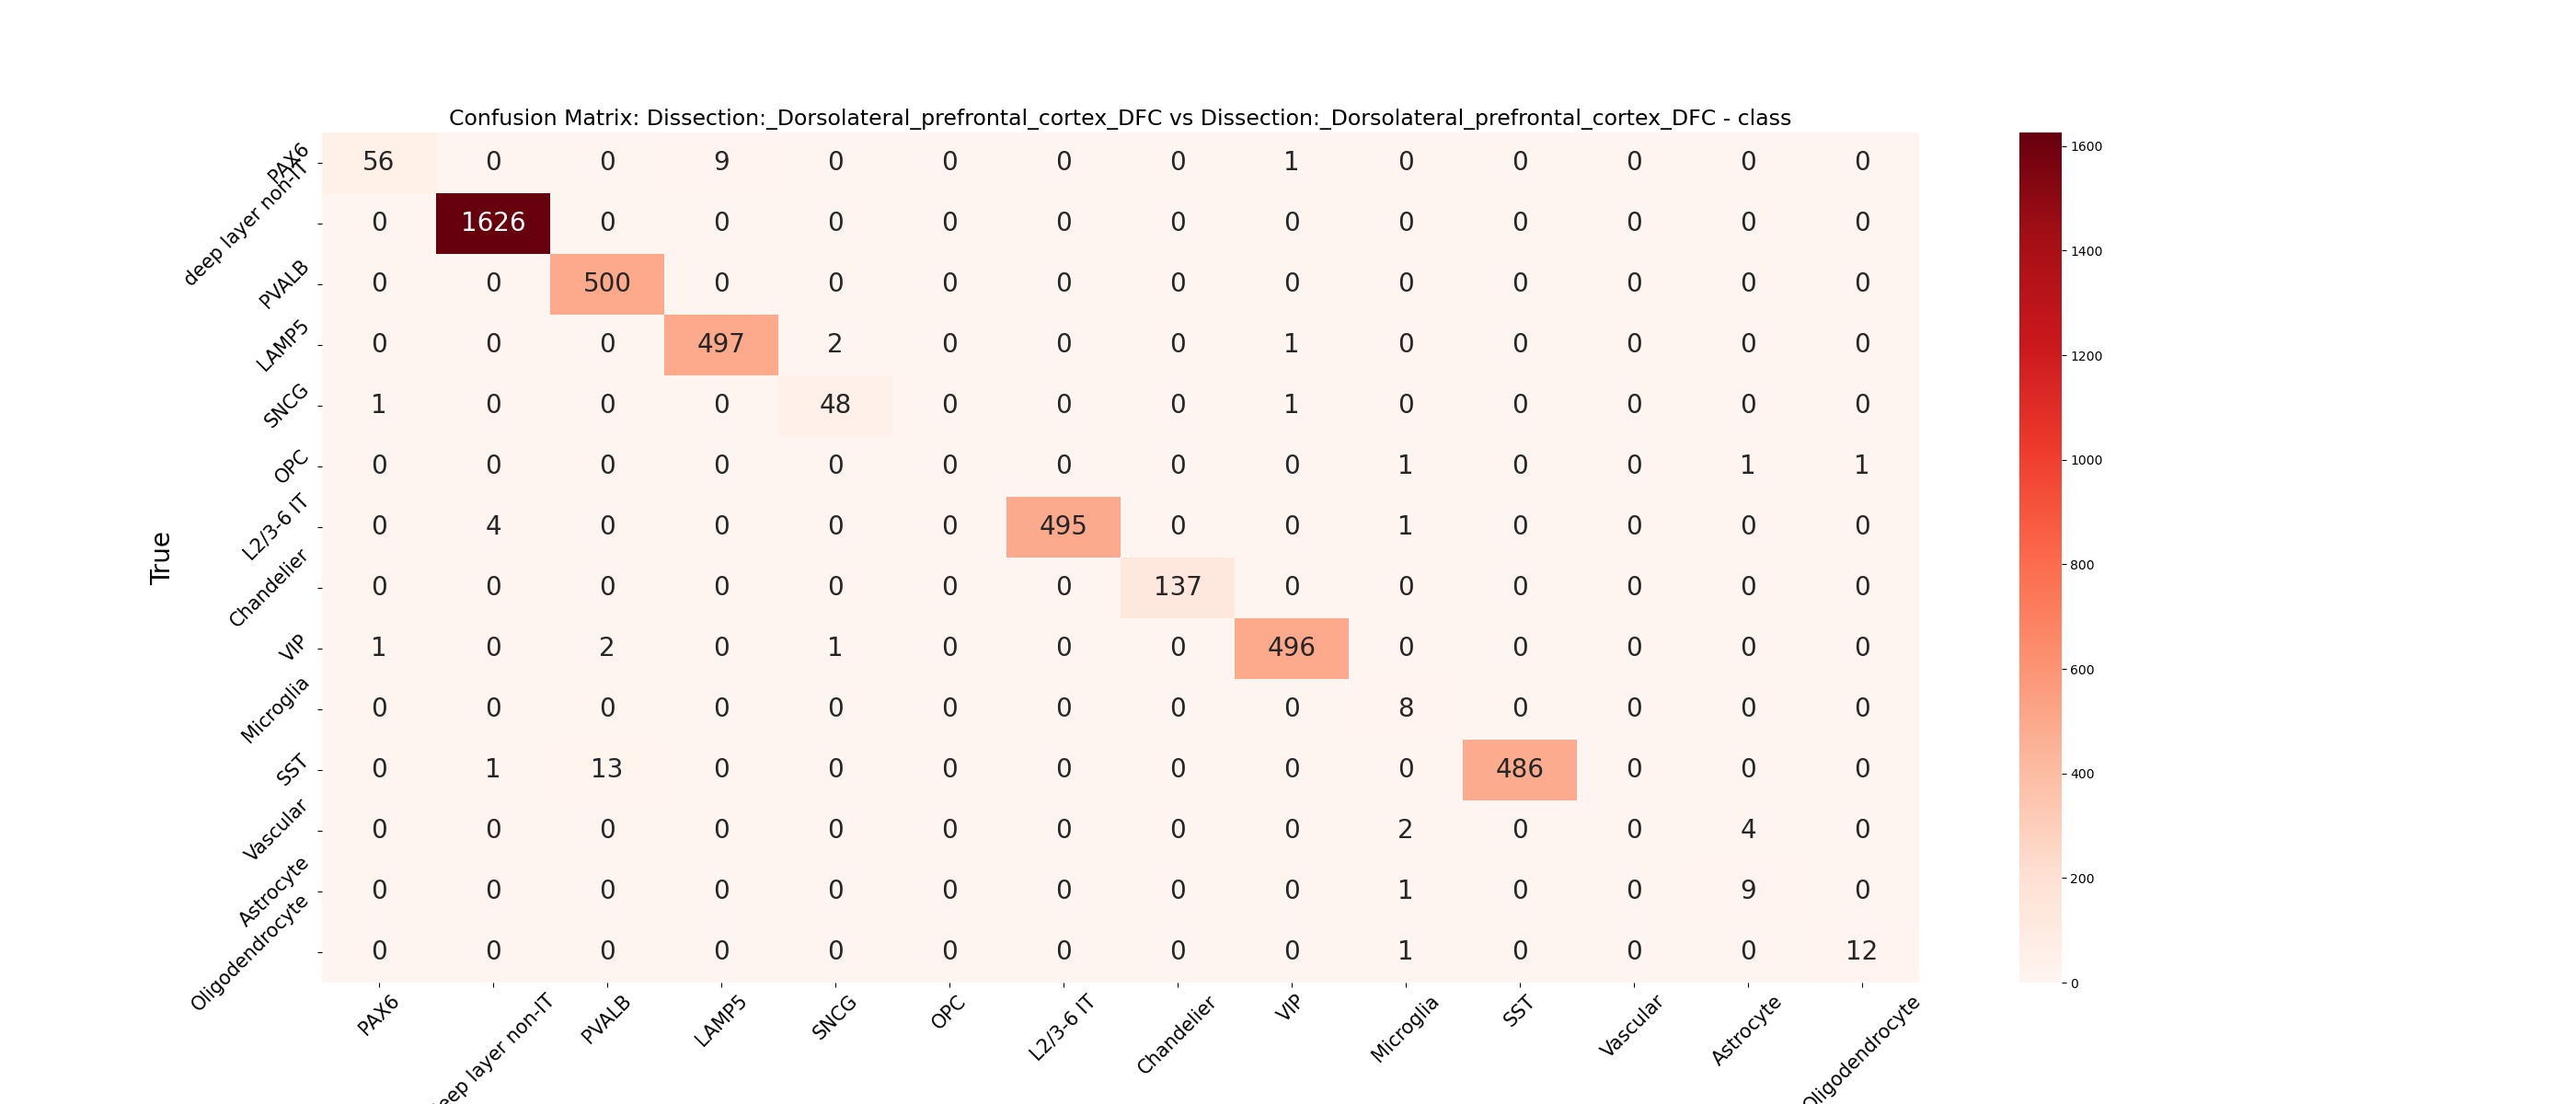 Confusion Matrix: Dissection:_Dorsolateral_prefrontal_cortex_DFC vs Dissection:_Dorsolateral_prefrontal_cortex_DFC - class
True
PAX6 56 0 0 9 0 0 0 0 1 0 0 0 0 0
deep layer non-IT 0 1626 0 0 0 0 0 0 0 0 0 0 0 0
PVALB 0 0 500 0 0 0 0 0 0 0 0 0 0 0
LAMP5 0 0 0 497 2 0 0 0 1 0 0 0 0 0
SNCG 1 0 0 0 48 0 0 0 1 0 0 0 0 0
OPC 0 0 0 0 0 0 0 0 0 1 0 0 1 1
L2/3-6 IT 0 4 0 0 0 0 495 0 0 1 0 0 0 0
Chandelier 0 0 0 0 0 0 0 137 0 0 0 0 0 0
VIP 1 0 2 0 1 0 0 0 496 0 0 0 0 0
Microglia 0 0 0 0 0 0 0 0 0 8 0 0 0 0
SST 0 1 13 0 0 0 0 0 0 0 486 0 0 0
Vascular 0 0 0 0 0 0 0 0 0 2 0 0 4 0
Astrocyte 0 0 0 0 0 0 0 0 0 1 0 0 9 0
Oligodendrocyte 0 0 0 0 0 0 0 0 0 1 0 0 0 12
PAX6 deep layer non-IT PVALB LAMP5 SNCG OPC L2/3-6 IT Chandelier VIP Microglia SST Vascular Astrocyte Oligodendrocyte
1600
1400
1200
1000
800
600
400
200
0